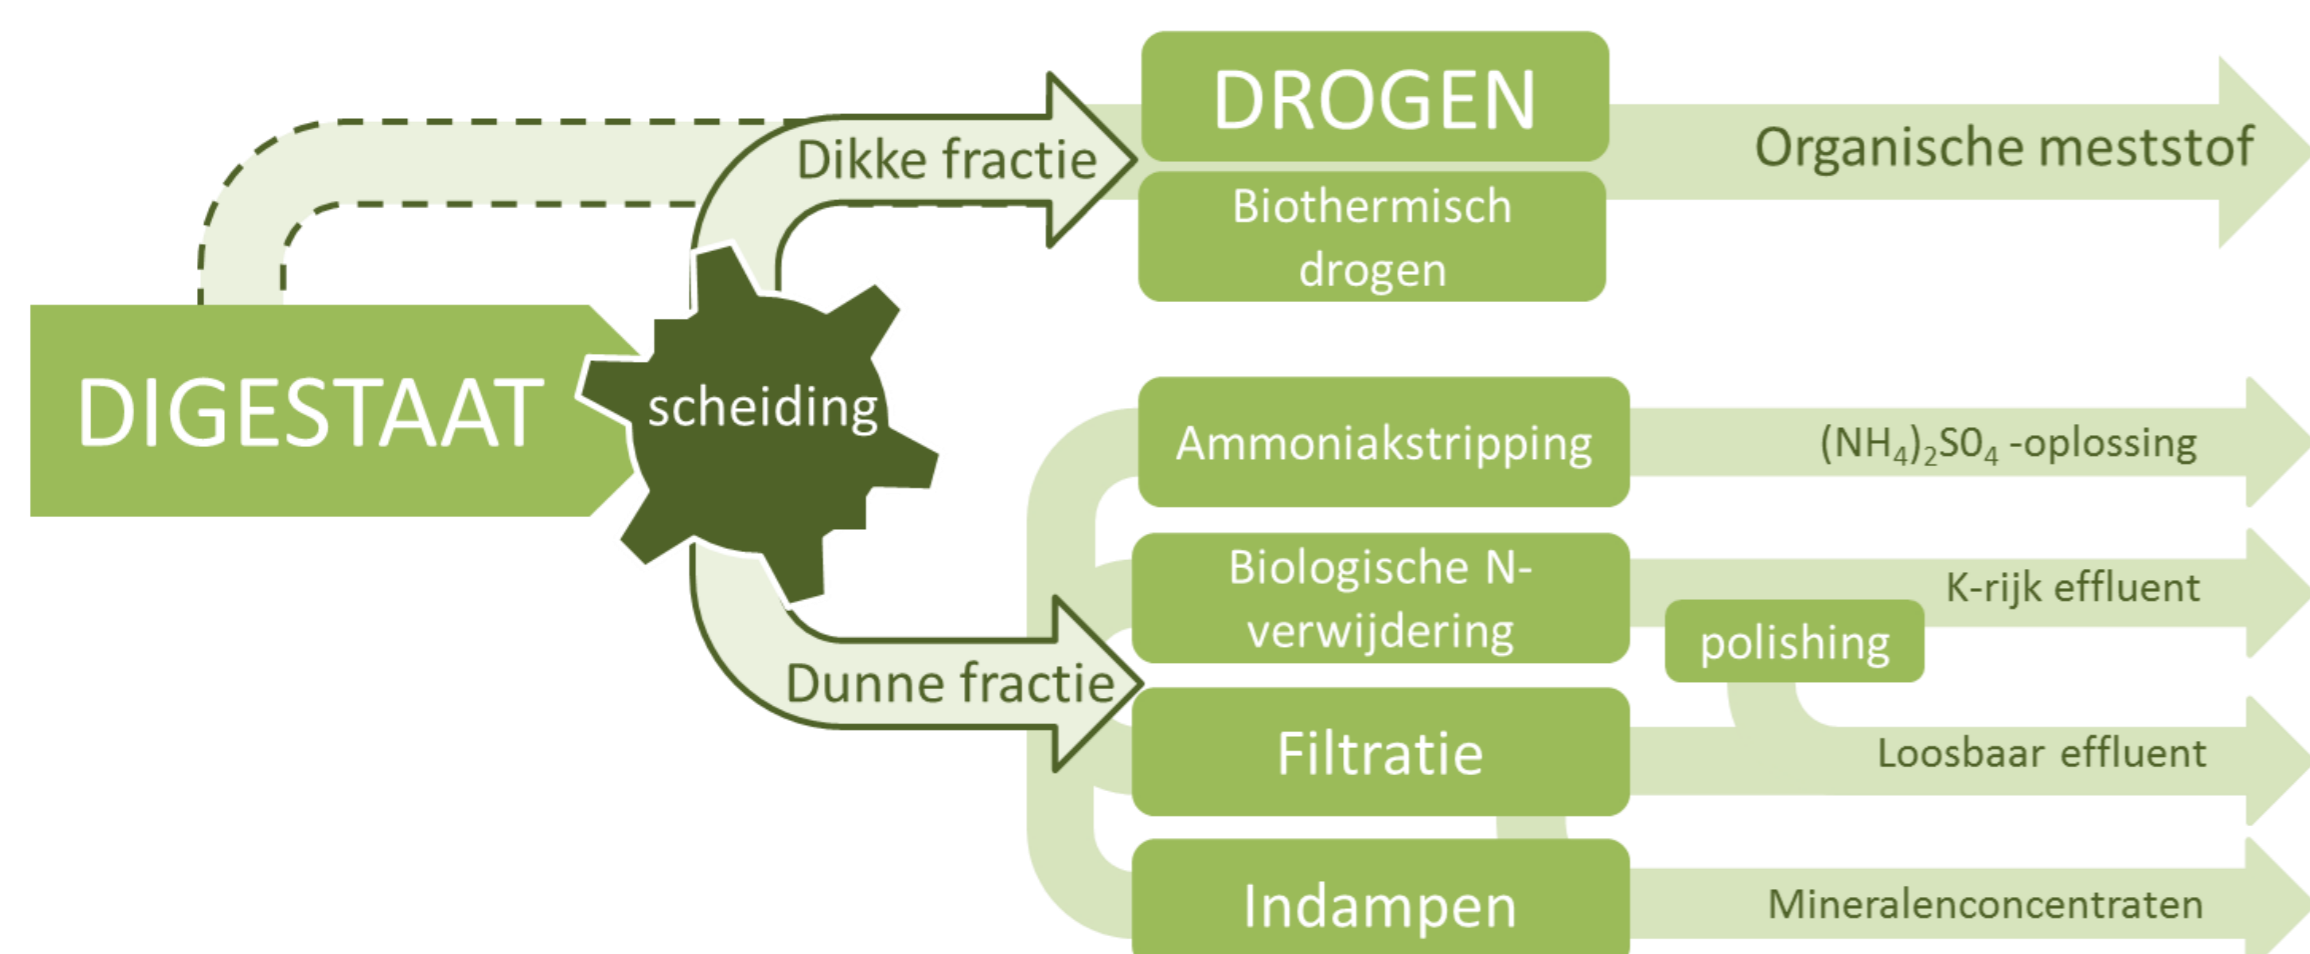 DROGEN
Dikke fractie
Organische meststof
Biothermisch
drogen
DIGESTAAT
scheiding
Ammoniakstripping
(NH₄)₂S0₄ -oplossing
Biologische N-
verwijdering
K-rijk effluent
polishing
Dunne fractie
Filtratie
Loosbaar effluent
Indampen
Mineralenconcentraten